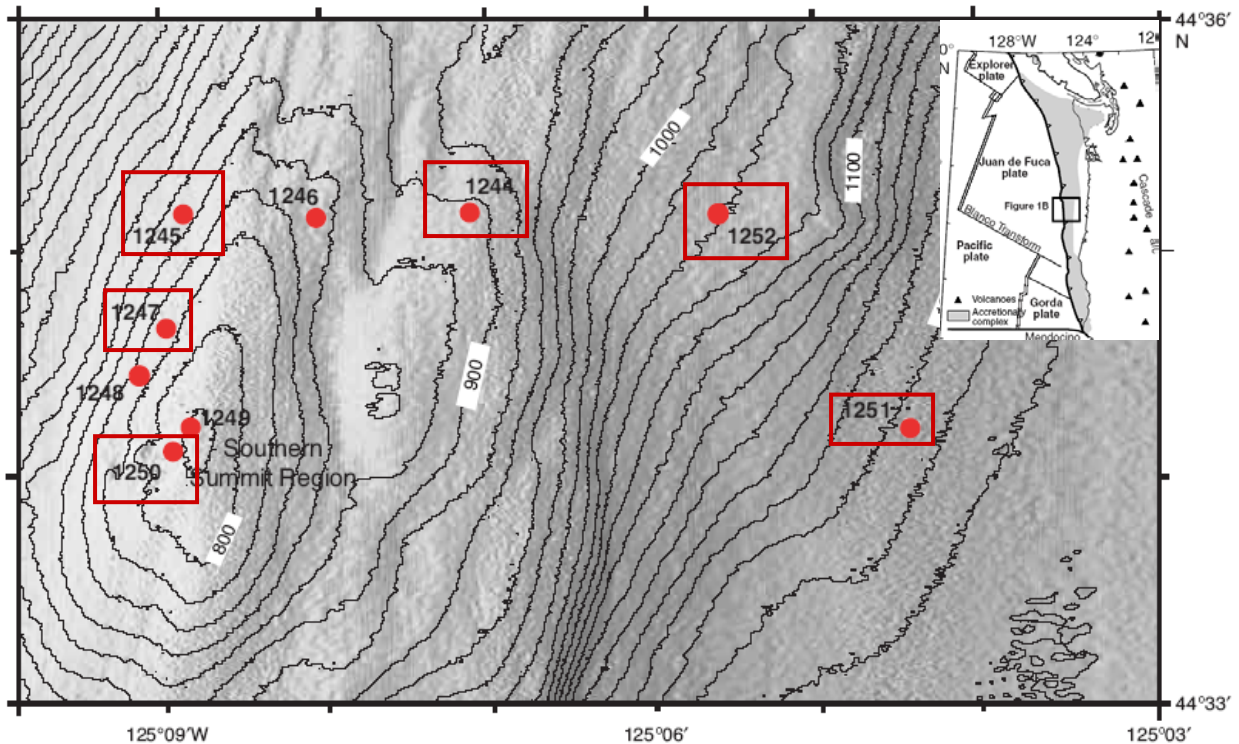 44°36′
N
128°W 124°
N
Explorer
plate
Juan de Fuca
plate
Figure 1B
Blanco Transform
Pacific
plate
Cascade
Volcanoes
Accretionary
complex
Gorda
plate
Mendocino
1000
1100
1244
1246
1245
1252
1247
900
1248
1249
1251
Southern
Summit Region
1250
800
44°33′
125°09′W 125°06′ 125°03′